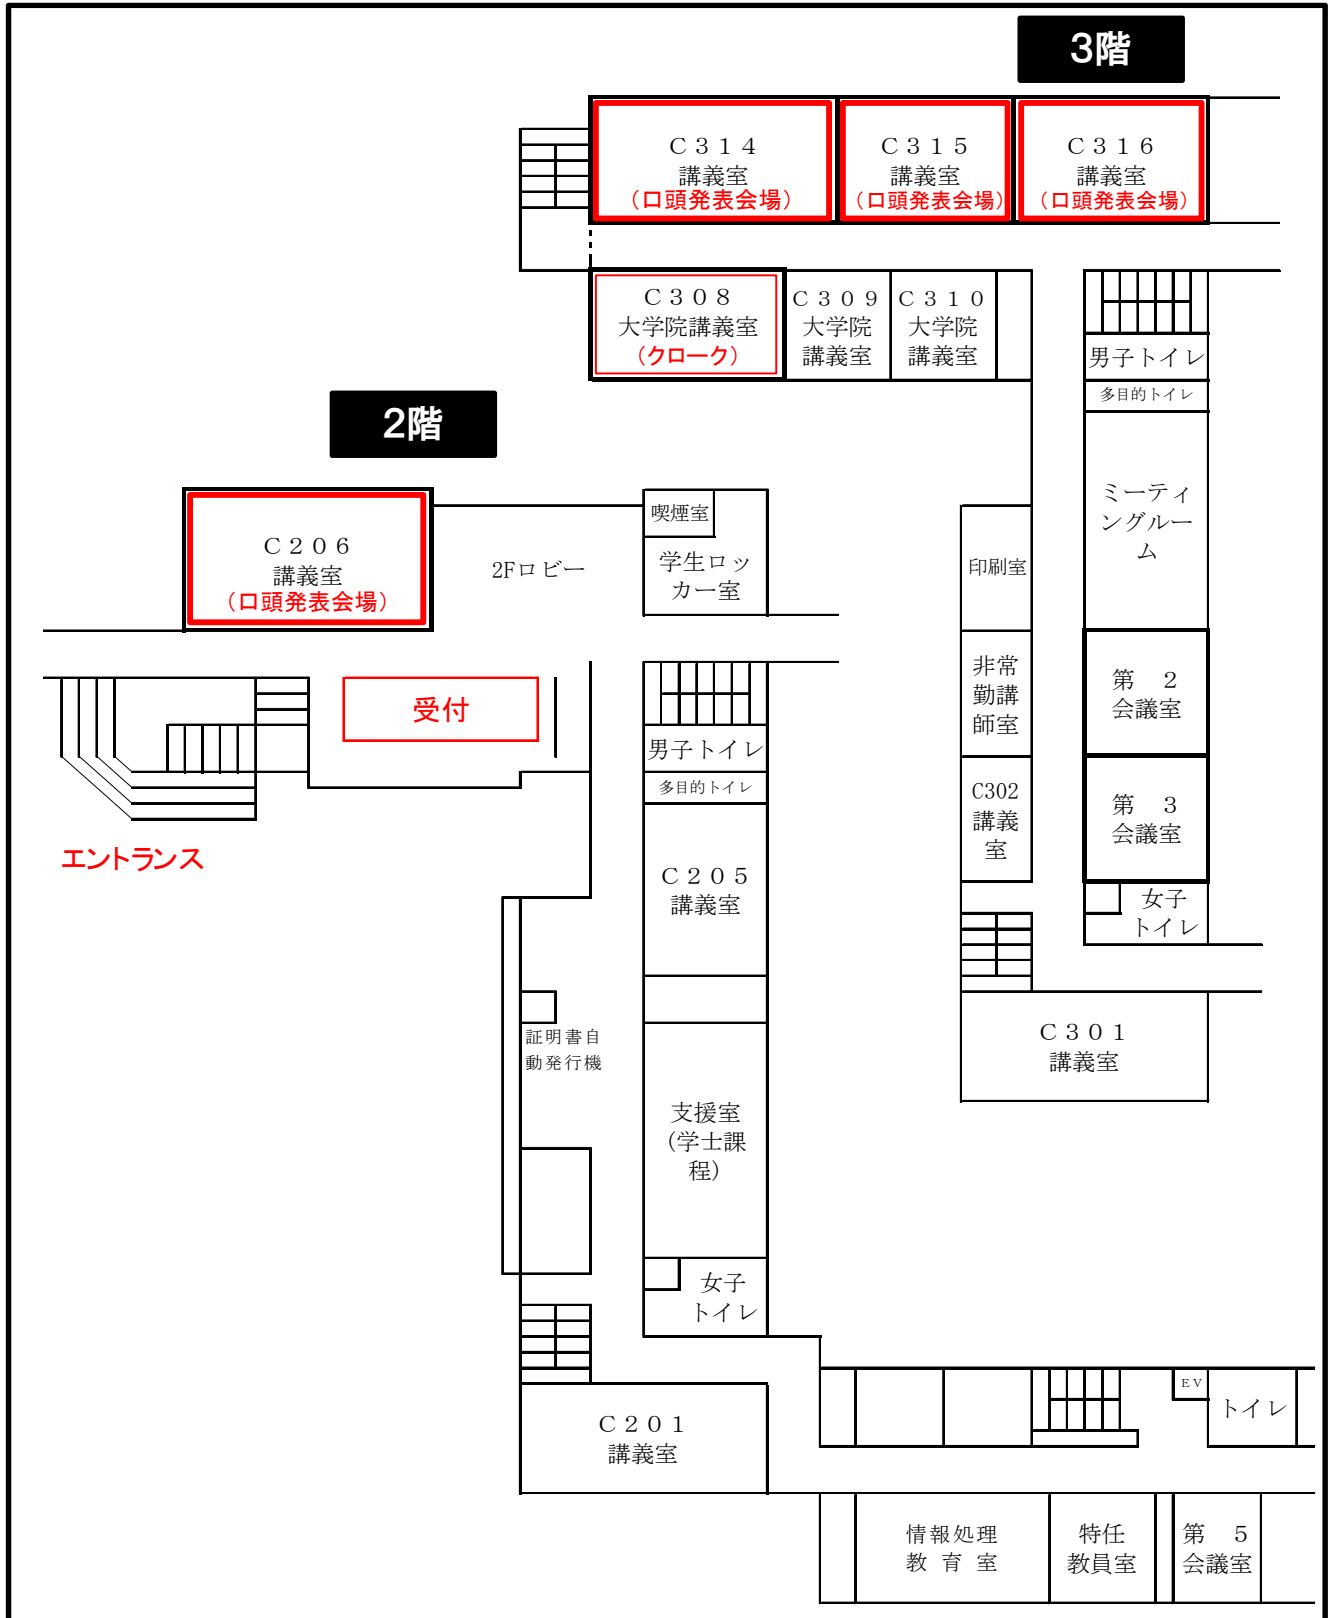 3階
C314
講義室
(口頭発表会場)
C315
講義室
(口頭発表会場)
C316
講義室
(口頭発表会場)
C308
大学院講義室
(クローク)
C309
大学院
講義室
C310
大学院
講義室
男子トイレ
多目的トイレ
ミーティ
ングルー
ム
印刷室
非常
勤講
師室
第 2
会議室
C302
講義
室
第 3
会議室
女子
トイレ
C301
講義室
2階
C206
講義室
(口頭発表会場)
2Fロビー
喫煙室
学生ロッ
カー室
受付
エントランス
男子トイレ
多目的トイレ
C205
講義室
証明書自
動発行機
支援室
(学士課
程)
女子
トイレ
C201
講義室
EV
トイレ
情報処理
教育室
特任
教員室
第 5
会議室